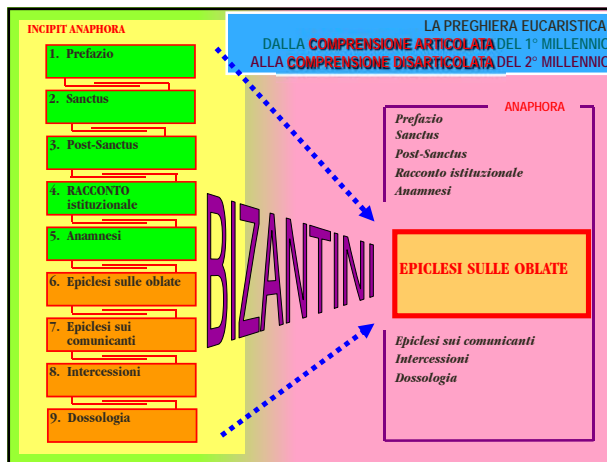 INCIPIT ANAPHORA
LA PREGHIERA EUCARISTICA
DALLA COMPRENSIONE ARTICOLATA DEL 1° MILLENNIO
ALLA COMPRENSIONE DISARTICOLATA DEL 2° MILLENNIO
1. Prefazio
2. Sanctus
3. Post-Sanctus
4. RACCONTO
istituzionale
5. Anamnesi
6. Epiclesi sulle oblate
7. Epiclesi sui
comunicanti
8. Intercessioni
9. Dossologia
BIZANTINI
ANAPHORA
Prefazio
Sanctus
Post-Sanctus
Racconto istituzionale
Anamnesi
EPICLESI SULLE OBLATE
Epiclesi sui comunicanti
Intercessioni
Dossologia